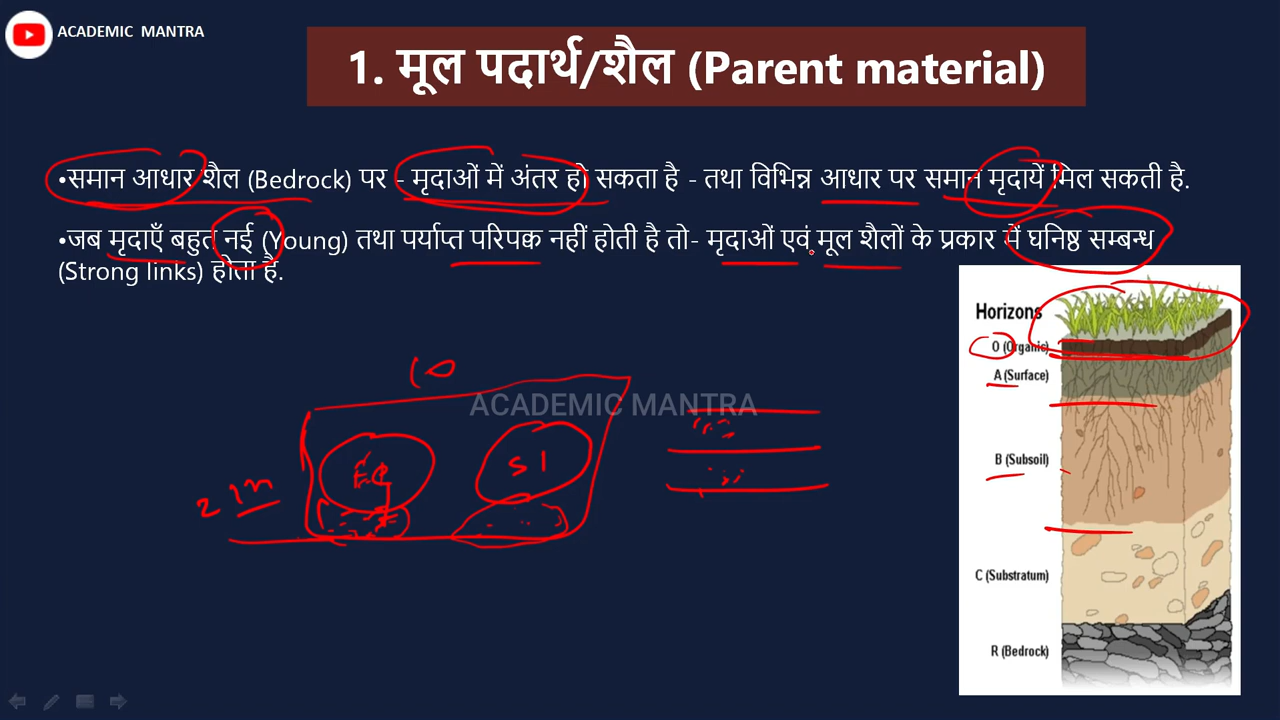 ACADEMIC MANTRA
1. मूल पदार्थ/शैल (Parent material)
•समान आधार शैल (Bedrock) पर - मृदाओं में अंतर हो सकता है - तथा विभिन्न आधार पर समान मृदायें मिल सकती है.
•जब मृदाएँ बहुत नई (Young) तथा पर्याप्त परिपक्व नहीं होती है तो- मृदाओं एवं मूल शैलों के प्रकार में घनिष्ठ सम्बन्ध
(Strong links) होता है.
Horizons
O (Organic)
A (Surface)
B (Subsoil)
C (Substratum)
R (Bedrock)
10
ACADEMIC MANTRA